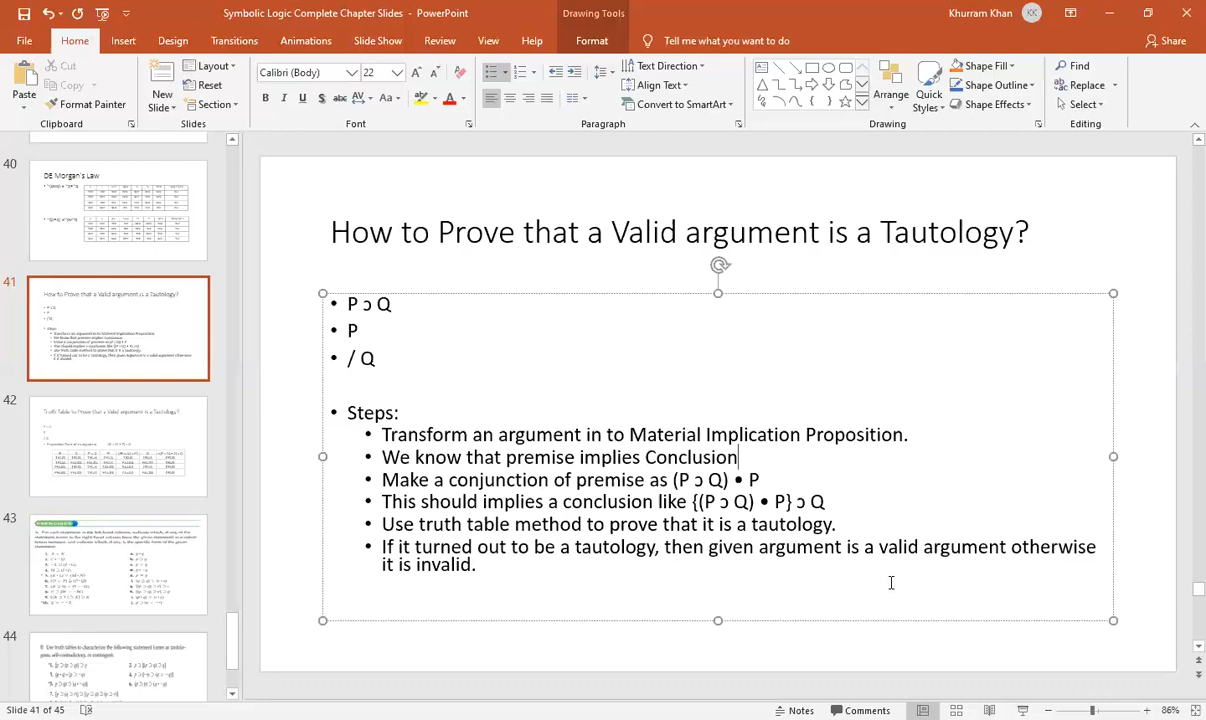 Symbolic Logic Complete Chapter Slides - PowerPoint
Drawing Tools
Khurram Khan
KK
File
Home
Insert
Design
Transitions
Animations
Slide Show
Review
View
Help
Format
Tell me what you want to do
Share
Paste
Cut
Copy
Format Painter
Clipboard
New
Slide
Layout
Reset
Section
Slides
Calibri (Body)
22
Font
Text Direction
Align Text
Convert to SmartArt
Paragraph
Arrange
Quick
Styles
Shape Fill
Shape Outline
Shape Effects
Drawing
Find
Replace
Select
Editing
40
DE Morgan's Law
41
How to Prove that a Valid argument is a Tautology?
42
Truth Table to Prove that a Valid argument is a Tautology?
43
44
How to Prove that a Valid argument is a Tautology?
• P ɔ Q
• P
• / Q
• Steps:
• Transform an argument in to Material Implication Proposition.
• We know that premise implies Conclusion
• Make a conjunction of premise as (P ɔ Q) • P
• This should implies a conclusion like {(P ɔ Q) • P} ɔ Q
• Use truth table method to prove that it is a tautology.
• If it turned out to be a tautology, then given argument is a valid argument otherwise
it is invalid.
Slide 41 of 45
Notes
Comments
86%